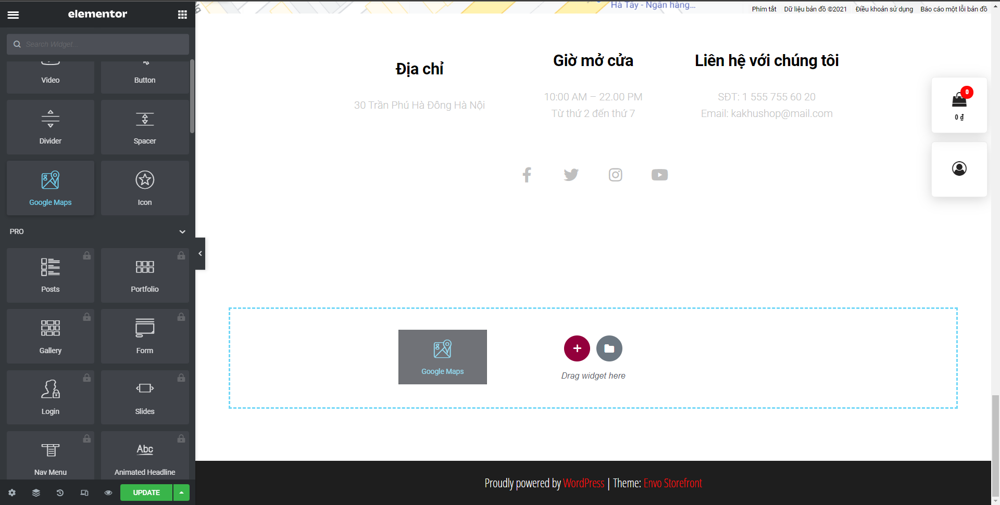 elementor
Search Widget...
Video
Button
Divider
Spacer
Google Maps
Icon
PRO
Posts
Portfolio
Gallery
Form
Login
Slides
Nav Menu
Abc
Animated Headline
UPDATE
Hà Tây - Ngân hàng...
Phím tắt
Dữ liệu bản đồ ©2021
Điều khoản sử dụng
Báo cáo một lỗi bản đồ
Địa chỉ
30 Trần Phú Hà Đông Hà Nội
Giờ mở cửa
10:00 AM – 22.00 PM
Từ thứ 2 đến thứ 7
Liên hệ với chúng tôi
SĐT: 1 555 755 60 20
Email: kakhushop@mail.com
0
0 ₫
Google Maps
Drag widget here
Proudly powered by WordPress | Theme: Envo Storefront